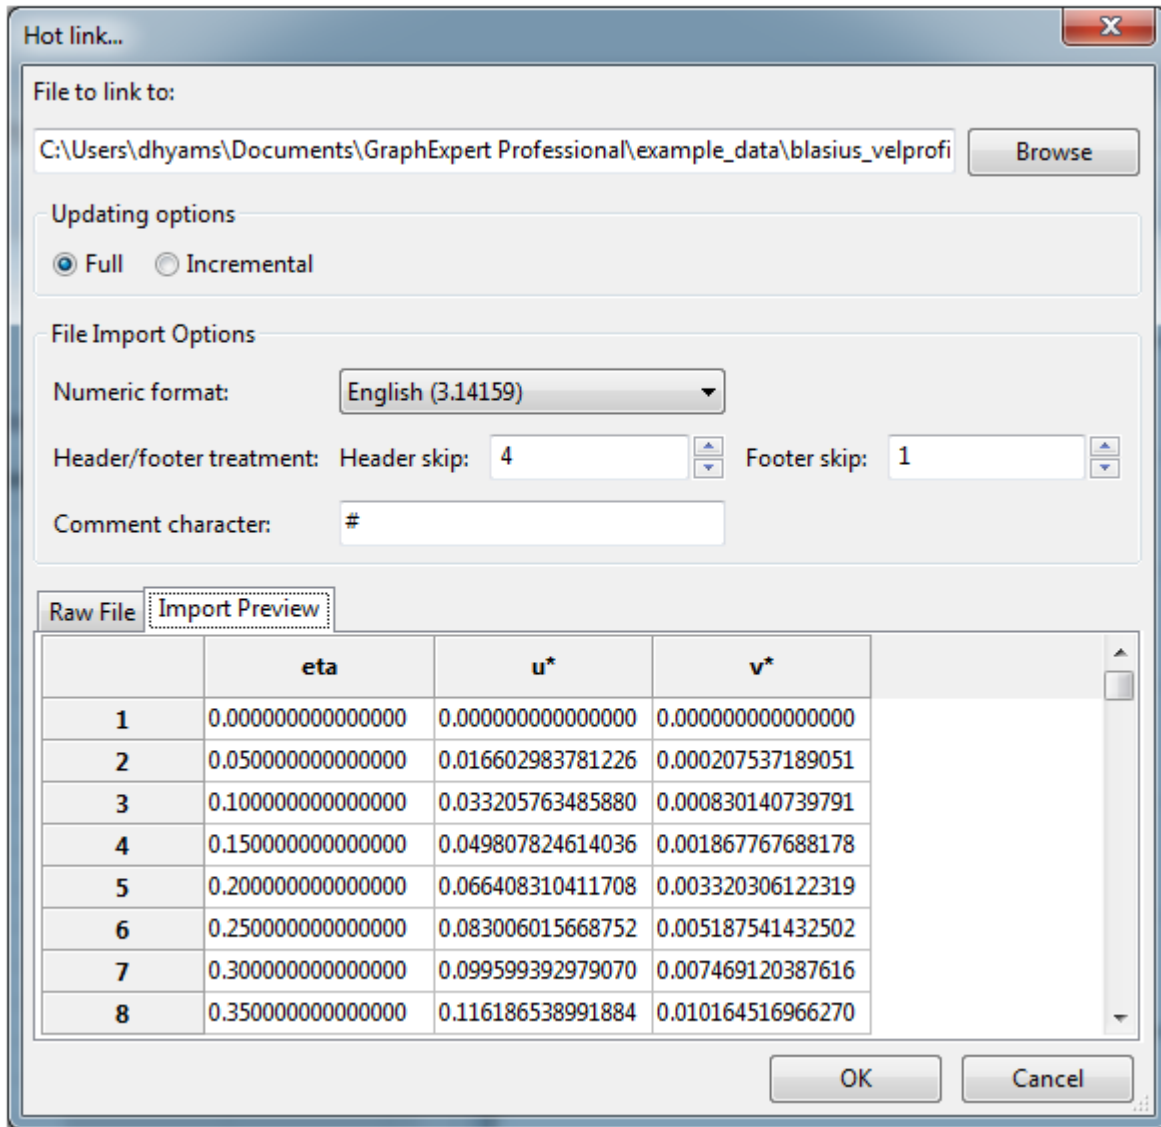 Hot link...
File to link to:
C:\Users\dhyams\Documents\GraphExpert Professional\example_data\blasius_velprofi Browse
Updating options
Full Incremental
File Import Options
Numeric format: English (3.14159)
Header/footer treatment: Header skip: 4 Footer skip: 1
Comment character: #
Raw File Import Preview
eta u* v*
1 0.000000000000000 0.000000000000000 0.000000000000000
2 0.050000000000000 0.016602983781226 0.000207537189051
3 0.100000000000000 0.033205763485880 0.000830140739791
4 0.150000000000000 0.049807824614036 0.001867767688178
5 0.200000000000000 0.066408310411708 0.003320306122319
6 0.250000000000000 0.083006015668752 0.005187541432502
7 0.300000000000000 0.099599392979070 0.007469120387616
8 0.350000000000000 0.116186538991884 0.010164516966270
OK Cancel